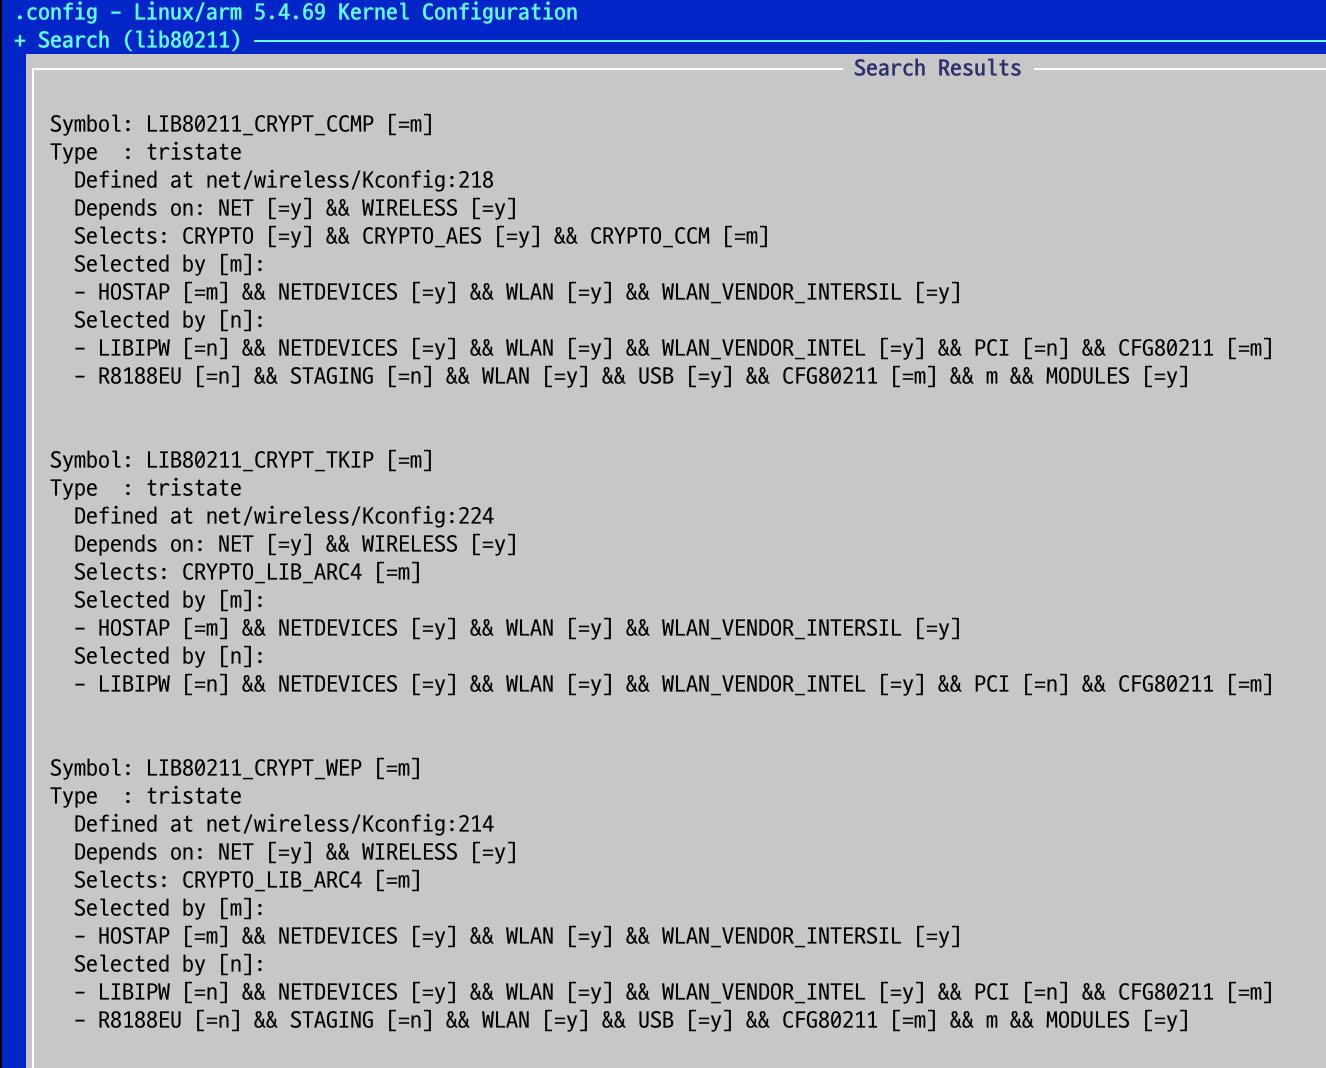 .config - Linux/arm 5.4.69 Kernel Configuration
+ Search (lib80211)
Search Results
Symbol: LIB80211_CRYPT_CCMP [=m]
Type  : tristate
Defined at net/wireless/Kconfig:218
Depends on: NET [=y] && WIRELESS [=y]
Selects: CRYPTO [=y] && CRYPTO_AES [=y] && CRYPTO_CCM [=m]
Selected by [m]:
- HOSTAP [=m] && NETDEVICES [=y] && WLAN [=y] && WLAN_VENDOR_INTERSIL [=y]
Selected by [n]:
- LIBIPW [=n] && NETDEVICES [=y] && WLAN [=y] && WLAN_VENDOR_INTEL [=y] && PCI [=n] && CFG80211 [=m]
- R8188EU [=n] && STAGING [=n] && WLAN [=y] && USB [=y] && CFG80211 [=m] && m && MODULES [=y]
Symbol: LIB80211_CRYPT_TKIP [=m]
Type  : tristate
Defined at net/wireless/Kconfig:224
Depends on: NET [=y] && WIRELESS [=y]
Selects: CRYPTO_LIB_ARC4 [=m]
Selected by [m]:
- HOSTAP [=m] && NETDEVICES [=y] && WLAN [=y] && WLAN_VENDOR_INTERSIL [=y]
Selected by [n]:
- LIBIPW [=n] && NETDEVICES [=y] && WLAN [=y] && WLAN_VENDOR_INTEL [=y] && PCI [=n] && CFG80211 [=m]
Symbol: LIB80211_CRYPT_WEP [=m]
Type  : tristate
Defined at net/wireless/Kconfig:214
Depends on: NET [=y] && WIRELESS [=y]
Selects: CRYPTO_LIB_ARC4 [=m]
Selected by [m]:
- HOSTAP [=m] && NETDEVICES [=y] && WLAN [=y] && WLAN_VENDOR_INTERSIL [=y]
Selected by [n]:
- LIBIPW [=n] && NETDEVICES [=y] && WLAN [=y] && WLAN_VENDOR_INTEL [=y] && PCI [=n] && CFG80211 [=m]
- R8188EU [=n] && STAGING [=n] && WLAN [=y] && USB [=y] && CFG80211 [=m] && m && MODULES [=y]